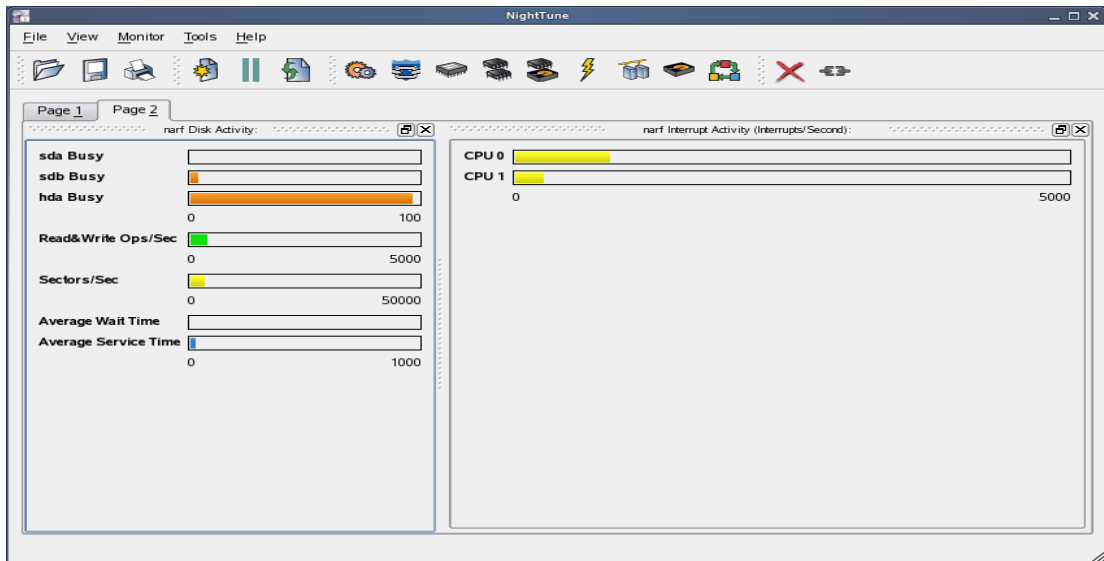 NightTune
File View Monitor Tools Help
Page 1 Page 2
narf Disk Activity:
sda Busy
sdb Busy
hda Busy
0 100
Read&Write Ops/Sec
0 5000
Sectors/Sec
0 50000
Average Wait Time
Average Service Time
0 1000
narf Interrupt Activity (Interrupts/Second):
CPU 0
CPU 1
0 5000